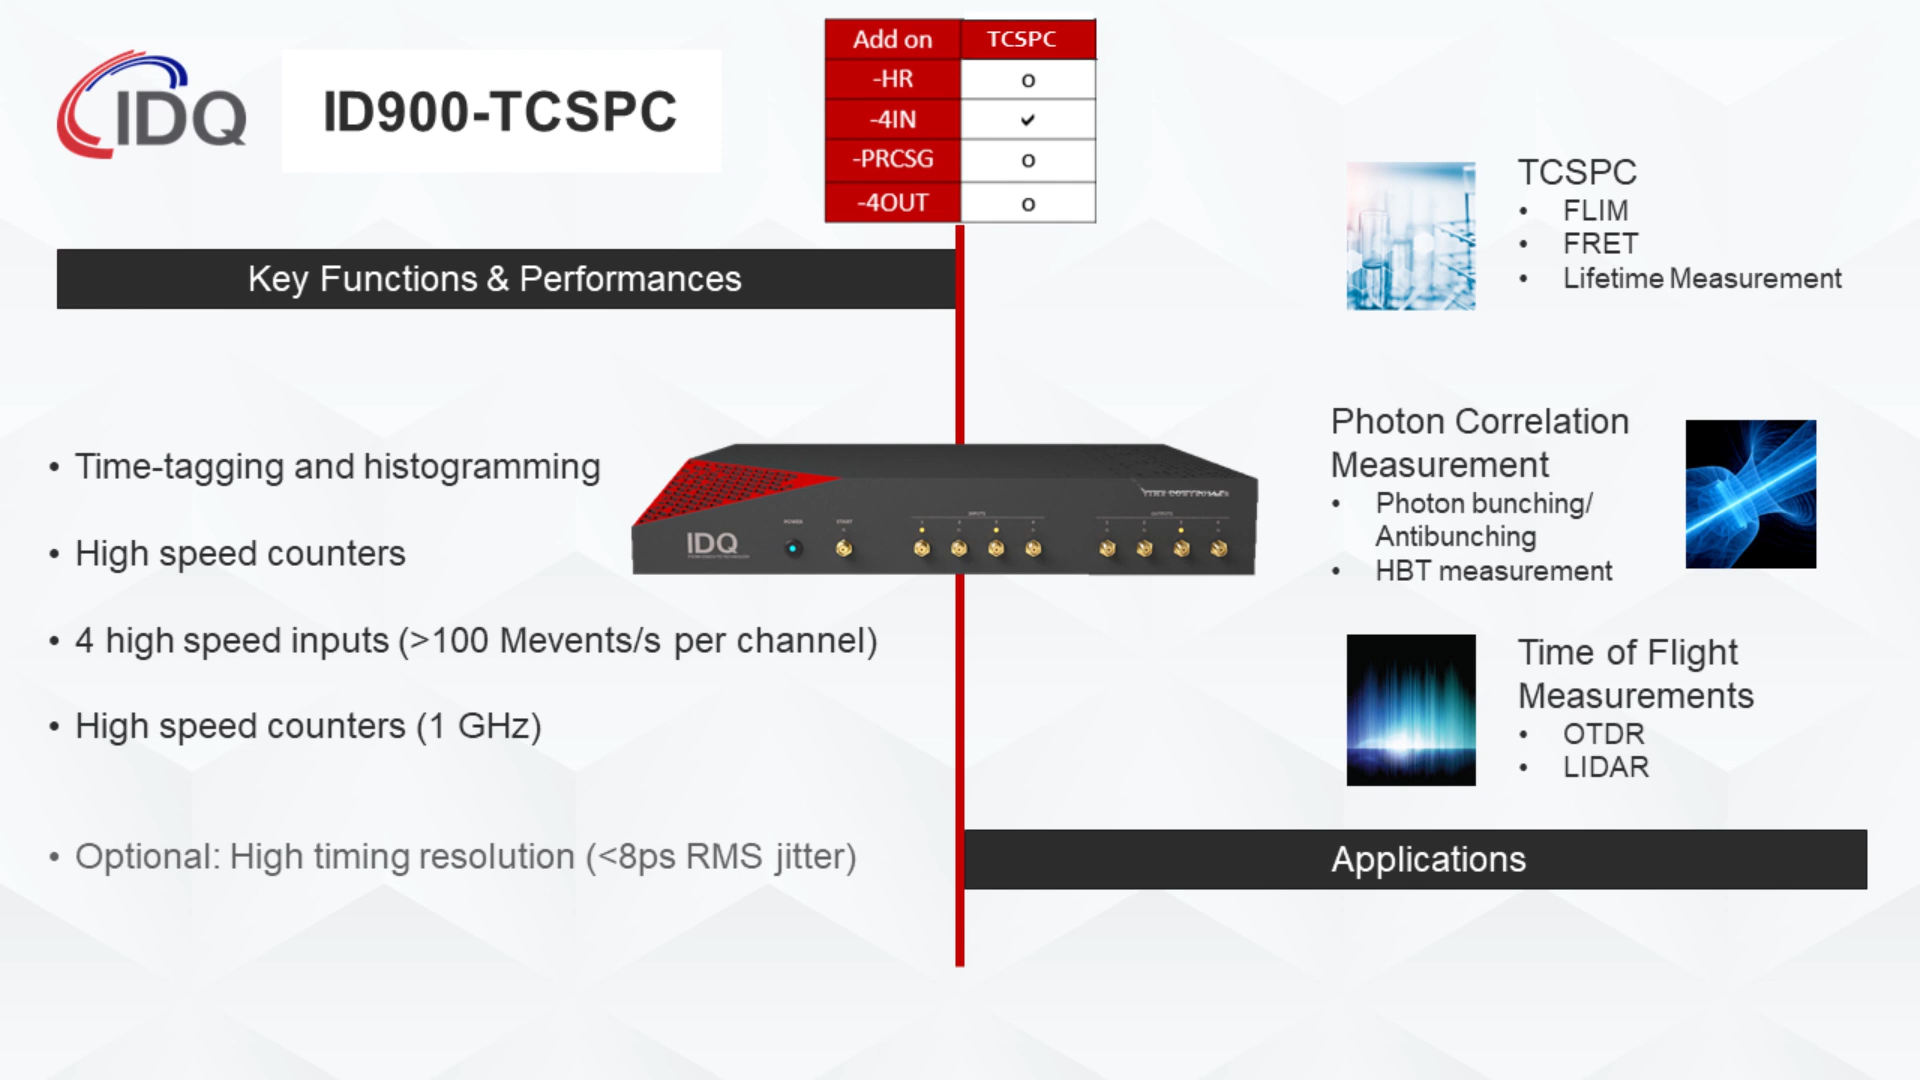 IDQ
ID900-TCSPC
Add on TCSPC
-HR o
-4IN ✓
-PRCSG o
-4OUT o
Key Functions & Performances
• Time-tagging and histogramming
• High speed counters
• 4 high speed inputs (>100 Mevents/s per channel)
• High speed counters (1 GHz)
• Optional: High timing resolution (<8ps RMS jitter)
POWER
START
INPUTS
OUTPUTS
IDQ
TCSPC
• FLIM
• FRET
• Lifetime Measurement
Photon Correlation
Measurement
• Photon bunching/
Antibunching
• HBT measurement
Time of Flight
Measurements
• OTDR
• LIDAR
Applications